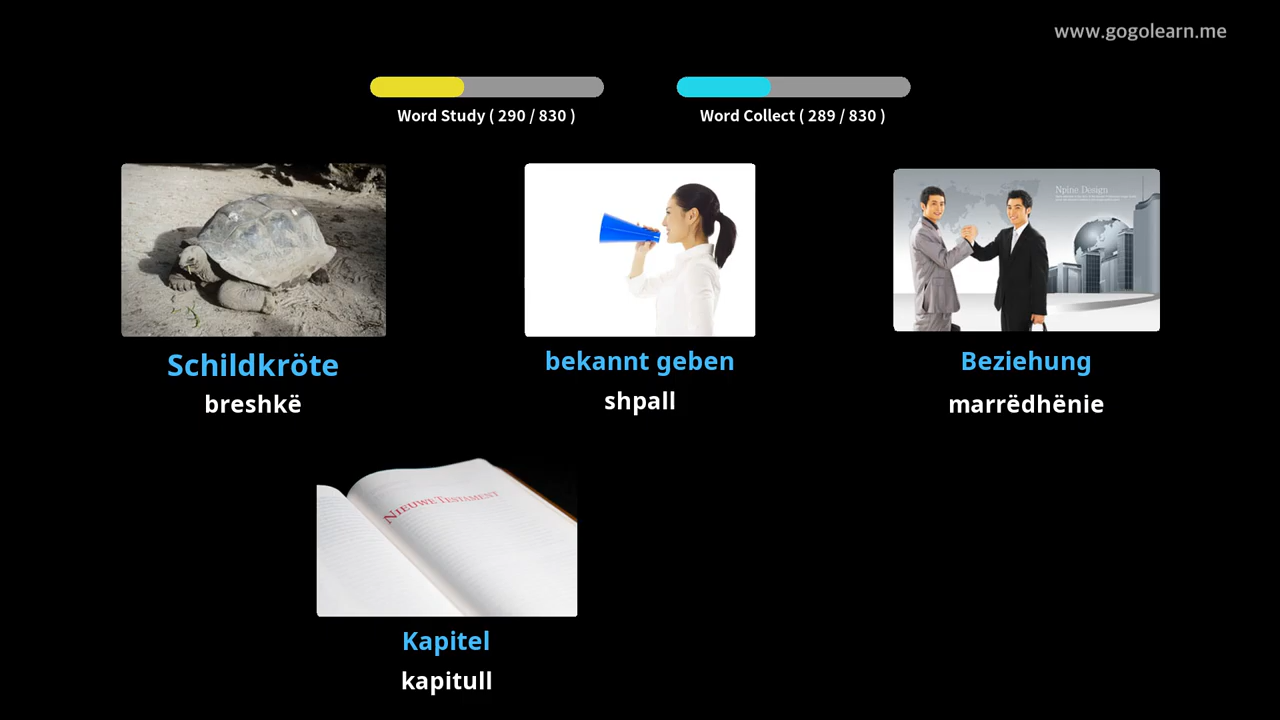 www.gogolearn.me
Word Study ( 290 / 830 )
Word Collect ( 289 / 830 )
Npine Dosign
Schildkröte
breshkë
bekannt geben
shpall
Beziehung
marrëdhënie
NIEUWE TESTAMENT
Kapitel
kapitull